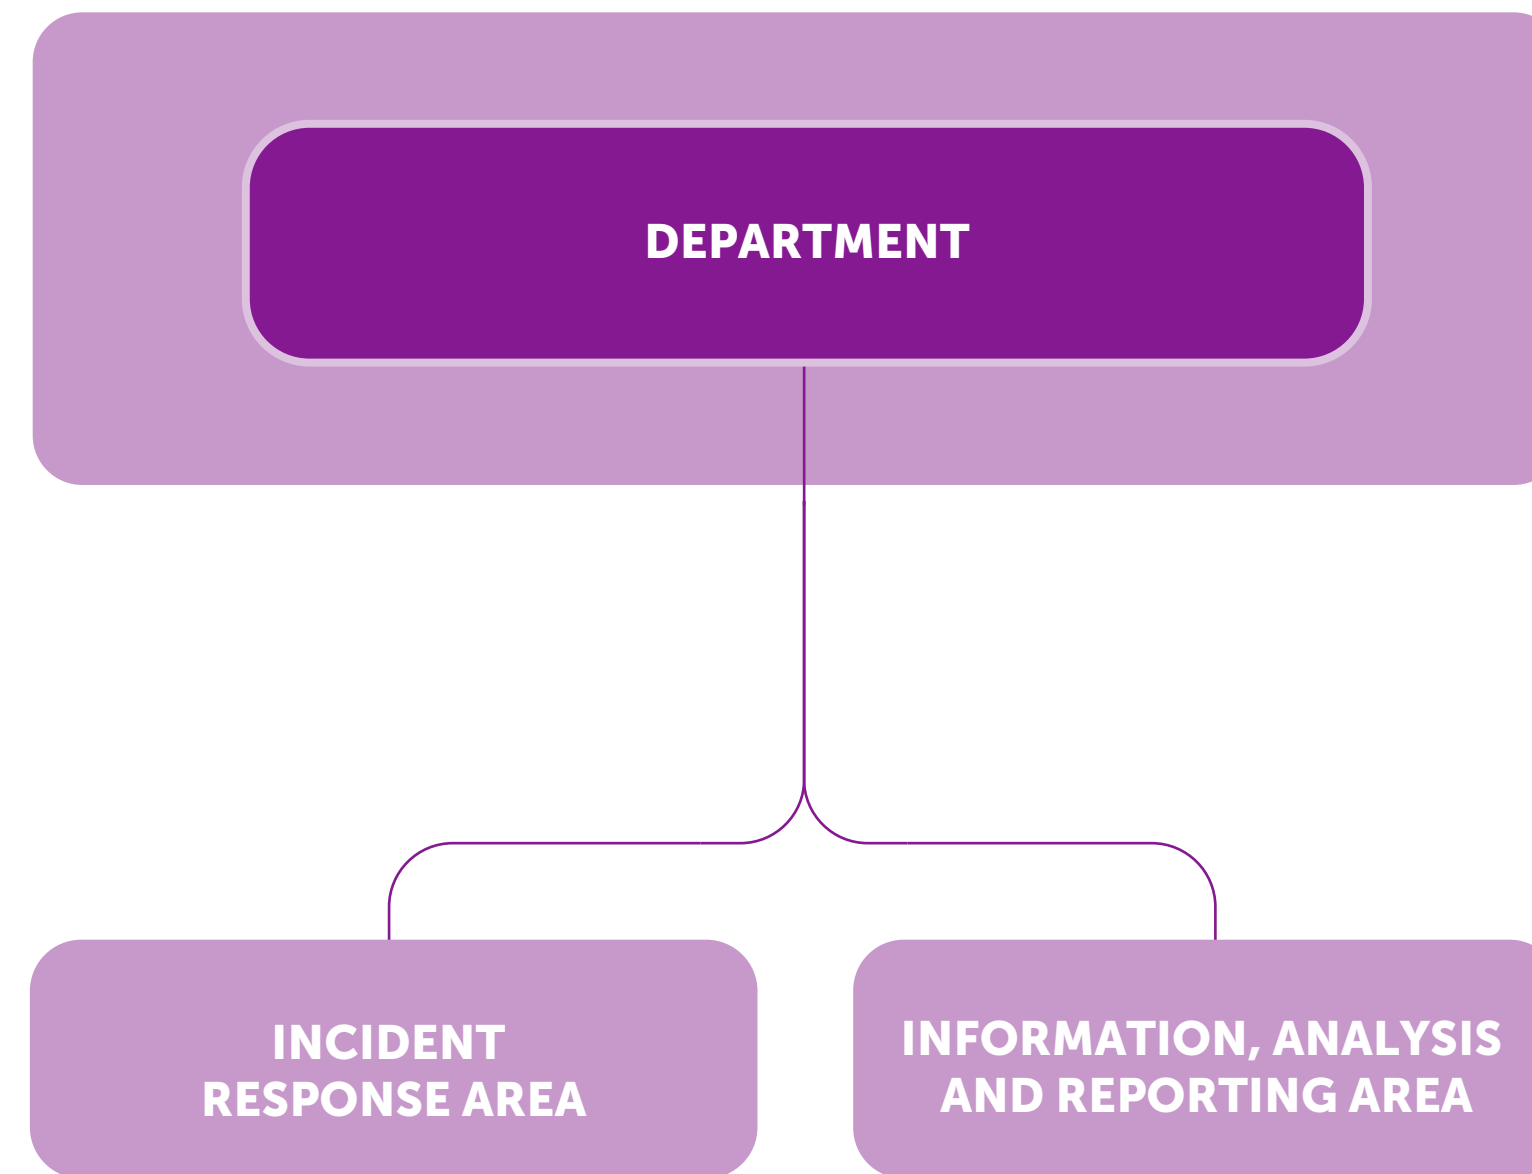 DEPARTMENT
INCIDENT
RESPONSE AREA
INFORMATION, ANALYSIS
AND REPORTING AREA